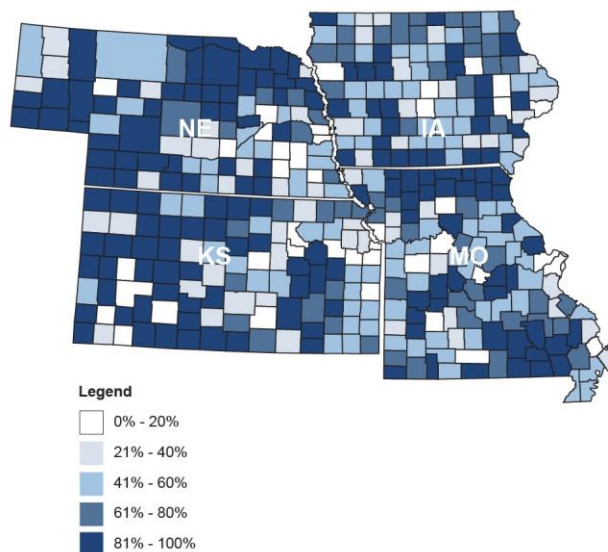 NE
IA
KS
MO
Legend
0% - 20%
21% - 40%
41% - 60%
61% - 80%
81% - 100%